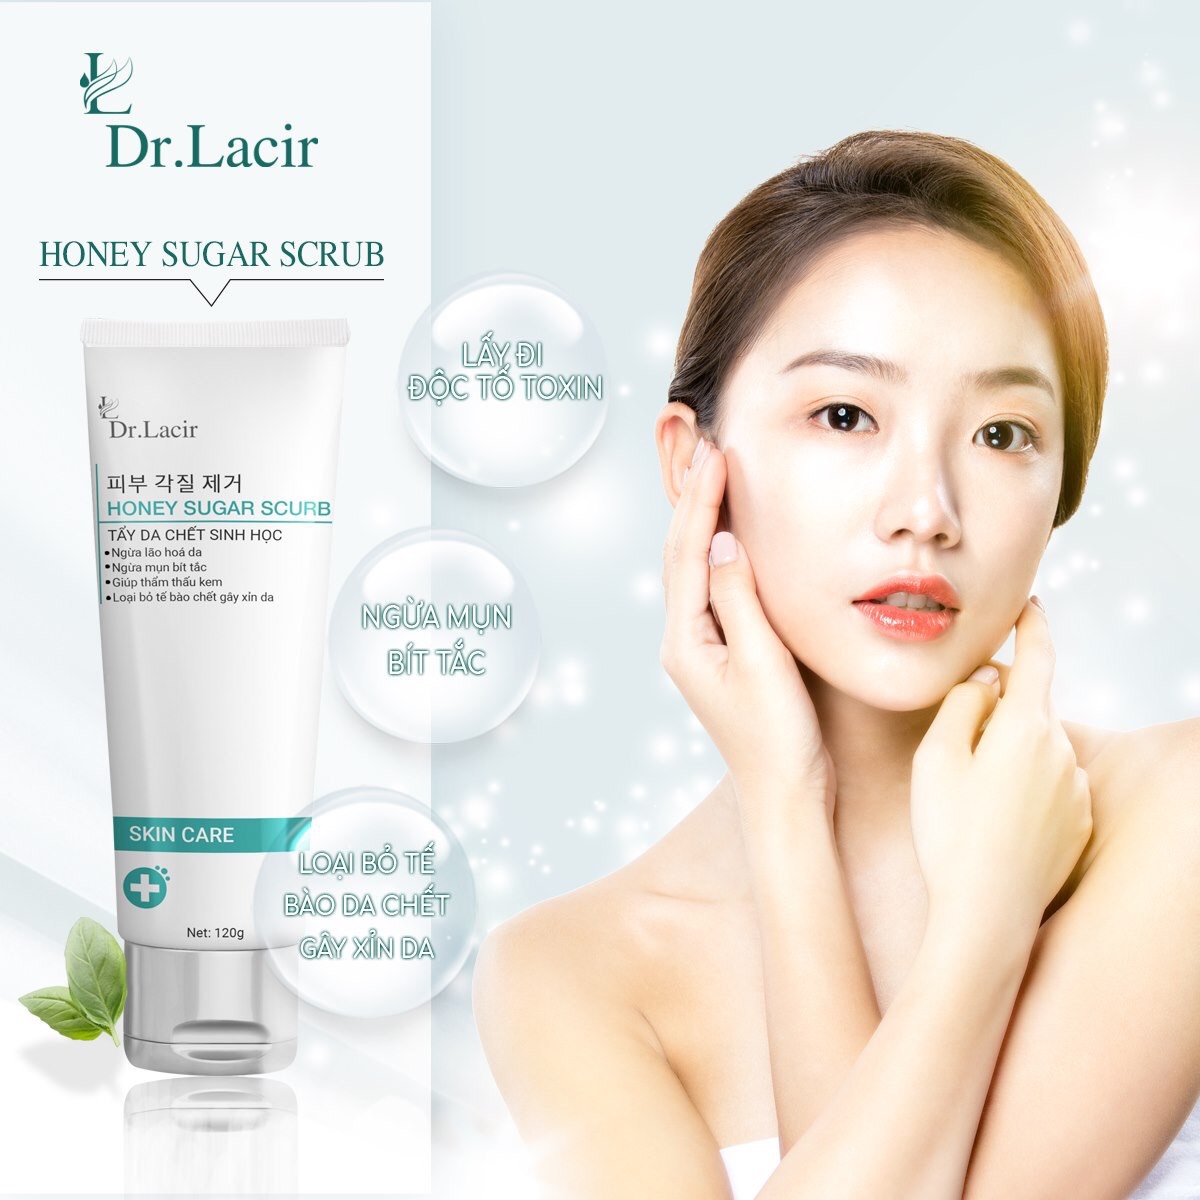 Dr.Lacir
HONEY SUGAR SCRUB
Dr.Lacir
피부 각질 제거
HONEY SUGAR SCURB
TẨY DA CHẾT SINH HỌC
•Ngừa lão hoá da
•Ngừa mụn bít tắc
•Giúp thẩm thấu kem
•Loại bỏ tế bào chết gây xỉn da
SKIN CARE
Net: 120g
LẤY ĐI
ĐỘC TỐ TOXIN
NGỪA MỤN
BÍT TẮC
LOẠI BỎ TẾ
BÀO DA CHẾT
GÂY XỈN DA